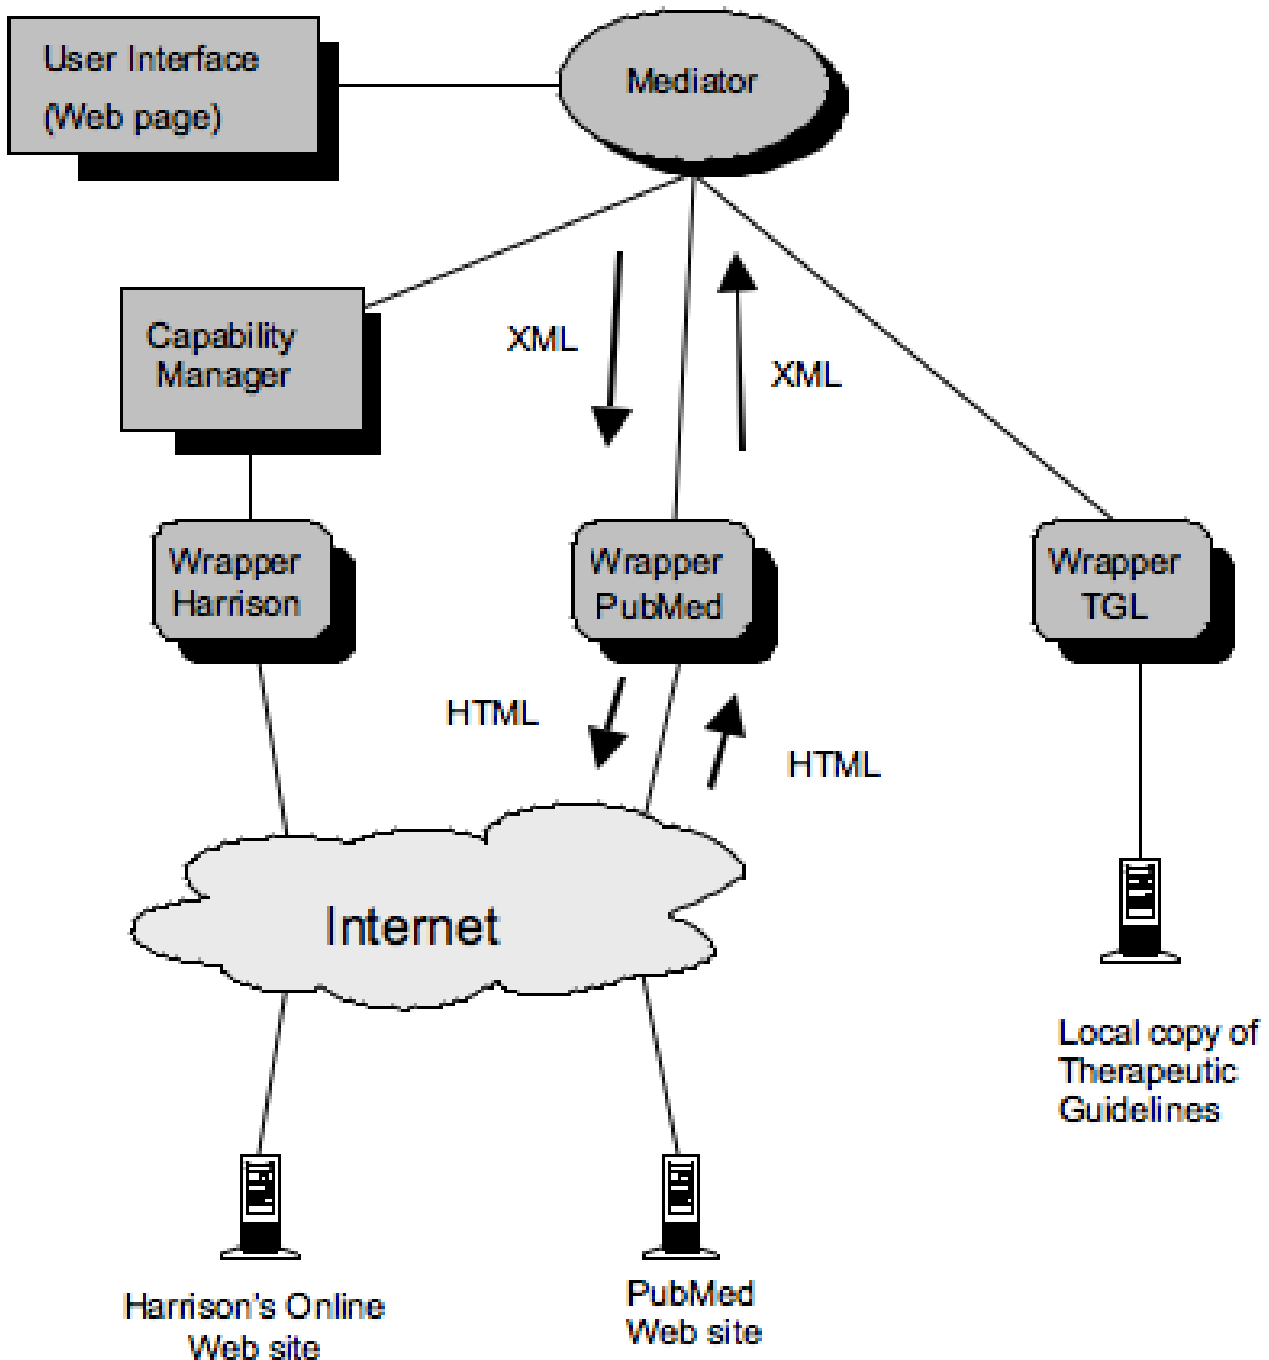 User Interface
(Web page)
Mediator
Capability
Manager
XML
XML
Wrapper
Harrison
Wrapper
PubMed
Wrapper
TGL
HTML
HTML
Internet
Local copy of
Therapeutic
Guidelines
Harrison's Online
Web site
PubMed
Web site